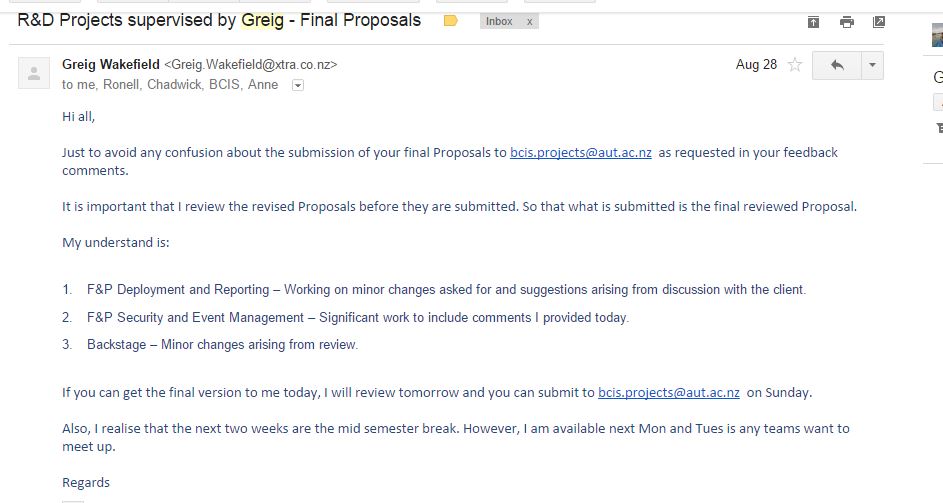 R&D Projects supervised by Greig - Final Proposals
Inbox x
Greig Wakefield <Greig.Wakefield@xtra.co.nz>
Aug 28
to me, Ronell, Chadwick, BCIS, Anne
Hi all,
Just to avoid any confusion about the submission of your final Proposals to bcis.projects@aut.ac.nz as requested in your feedback
comments.
It is important that I review the revised Proposals before they are submitted. So that what is submitted is the final reviewed Proposal.
My understand is:
1. F&P Deployment and Reporting – Working on minor changes asked for and suggestions arising from discussion with the client.
2. F&P Security and Event Management – Significant work to include comments I provided today.
3. Backstage – Minor changes arising from review.
If you can get the final version to me today, I will review tomorrow and you can submit to bcis.projects@aut.ac.nz on Sunday.
Also, I realise that the next two weeks are the mid semester break. However, I am available next Mon and Tues is any teams want to
meet up.
Regards